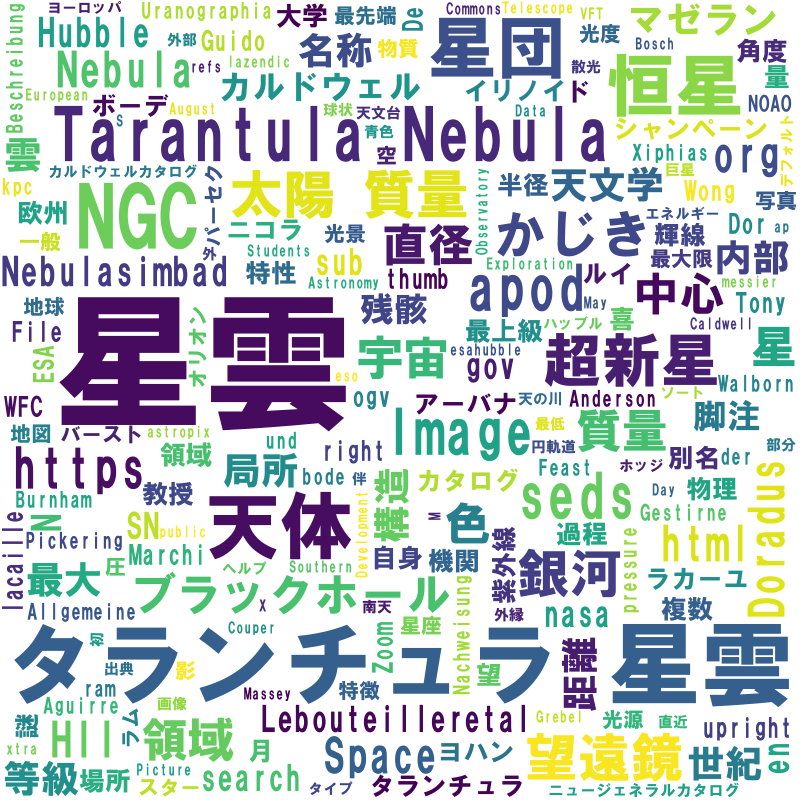 ヨーロッパ Uranographia 大学 最先端 De Commons Telescope VFT マゼラン
Beschreibung Hubble 外部 Guido 名称 物質 星団 光度 Bosch 角度
refs lazendic 散光 恒星 量
Nebula カルドウェル イリノイ ド NOAO
European ボーデ August 球状 天文台 Data シャンペーン デフォルト
雲 S Tarantula Nebula 青色 空 Xiphias org 巨星
カルドウェルカタログ 太陽 質量 Observatory 半径 天文学 Wong 写真
kpc 欧州 NGC 外 パーセク ニコラ 光景 かじき エネルギー Dor ap
一般 Students 直径 輝線 内部
Nebulasimbad 特性 sub Astronomy thumb Exploration ルイ 最大限 messier
地球 残骸 apod May 中心 Tony
File オリオン 最上級 ハッブル 喜 Caldwell
ESA 星雲 宇宙 esahubble gov 超新星 星 Walborn
WFC eso ogv アーバナ 天の川 Anderson ソート
地図 バースト astropix und Image 最低 質量 脚注
https 領域 right 円軌道 別名 der 部分
局所 bode 伴 カタログ Feast ホッジ
Burnham 教授 構造 seds Day 物理 Doradus
N SN public 天体 M 色 Gestirne
lacaille Pickering Marchi Development 自身 機関 過程 html
最大 圧 ヘルプ Southern 紫外線 銀河 pressure ラカーユ
Allgemeine ブラックホール Nachweisung nasa 複数
X 南天 星座 外縁
タランチュラ 星雲
初 Couper Zoom 望 距離
出典 影 Massey 特徴
Aguirre ram 画像 Lebouteilleretal Grebel 光源 直近 upright
謎 HII ラム 領域 月 Space ヨハン 望遠鏡 世紀 en
xtra Picture
等級 場所 スター search タイプ タランチュラ ニュージェネラルカタログ